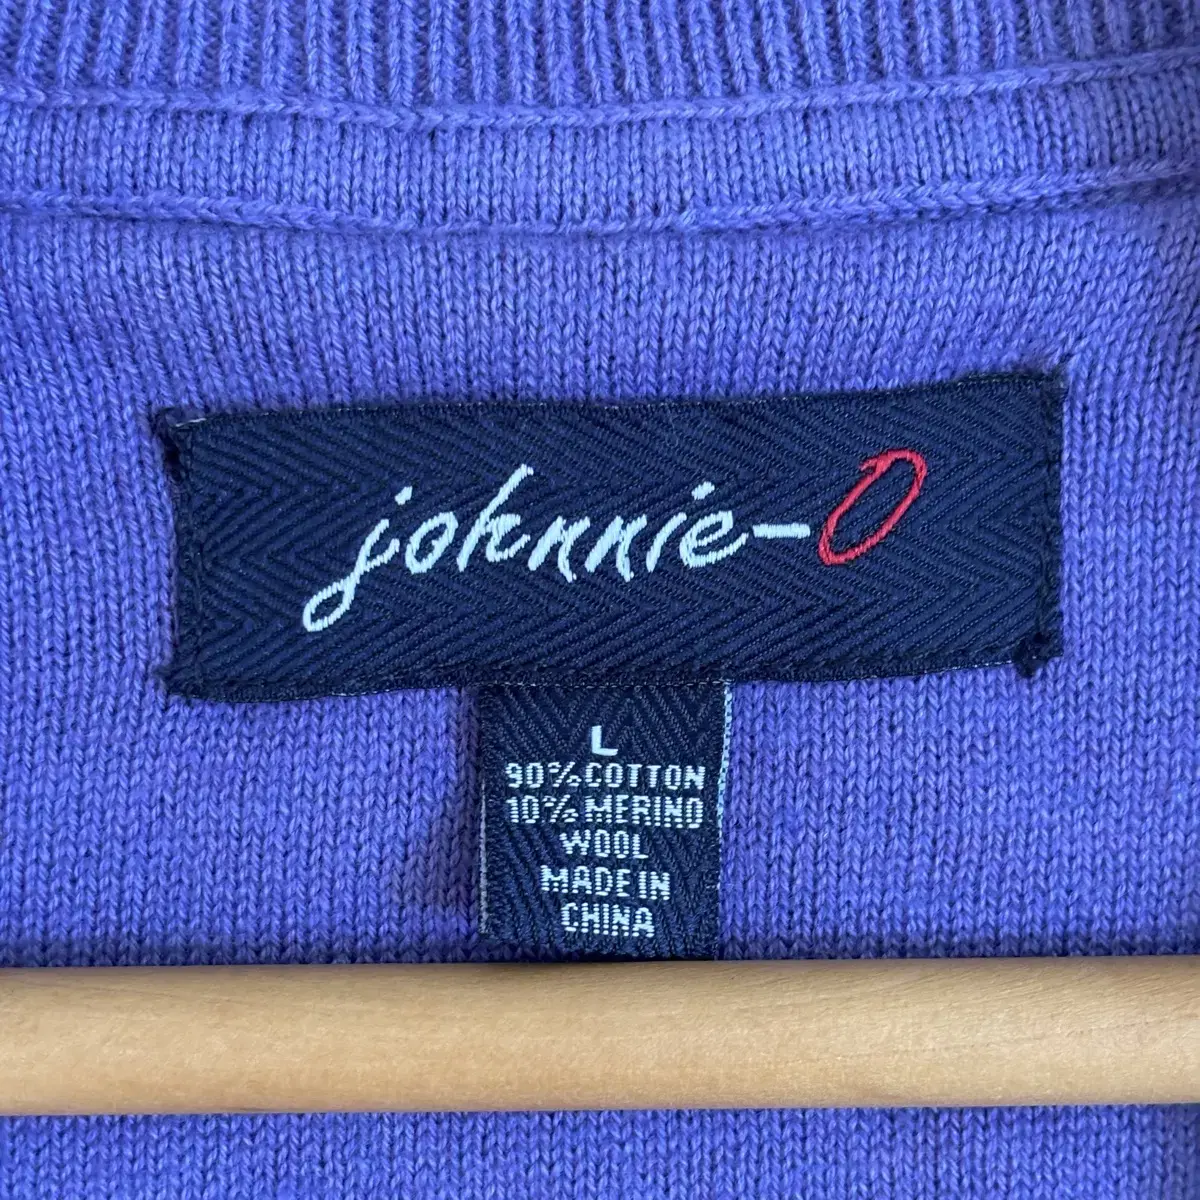 johnnie-O
L
90% COTTON
10% MERINO
WOOL
MADE IN
CHINA